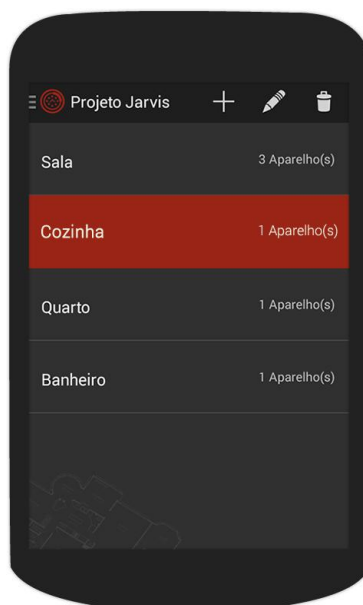 Projeto Jarvis
Sala 3 Aparelho(s)
Cozinha 1 Aparelho(s)
Quarto 1 Aparelho(s)
Banheiro 1 Aparelho(s)